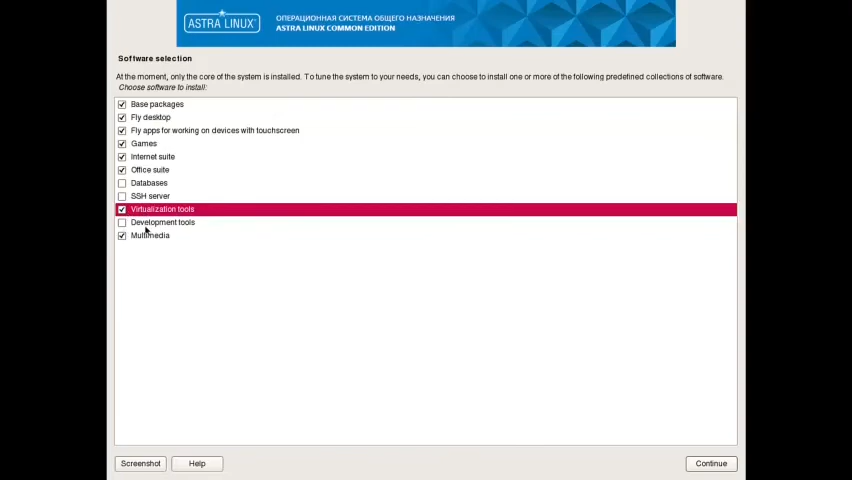 ASTRA LINUX
ОПЕРАЦИОННАЯ СИСТЕМА ОБЩЕГО НАЗНАЧЕНИЯ
ASTRA LINUX COMMON EDITION
Software selection
At the moment, only the core of the system is installed. To tune the system to your needs, you can choose to install one or more of the following predefined collections of software.
Choose software to install:
Base packages
Fly desktop
Fly apps for working on devices with touchscreen
Games
Internet suite
Office suite
Databases
SSH server
Virtualization tools
Development tools
Multimedia
Screenshot
Help
Continue